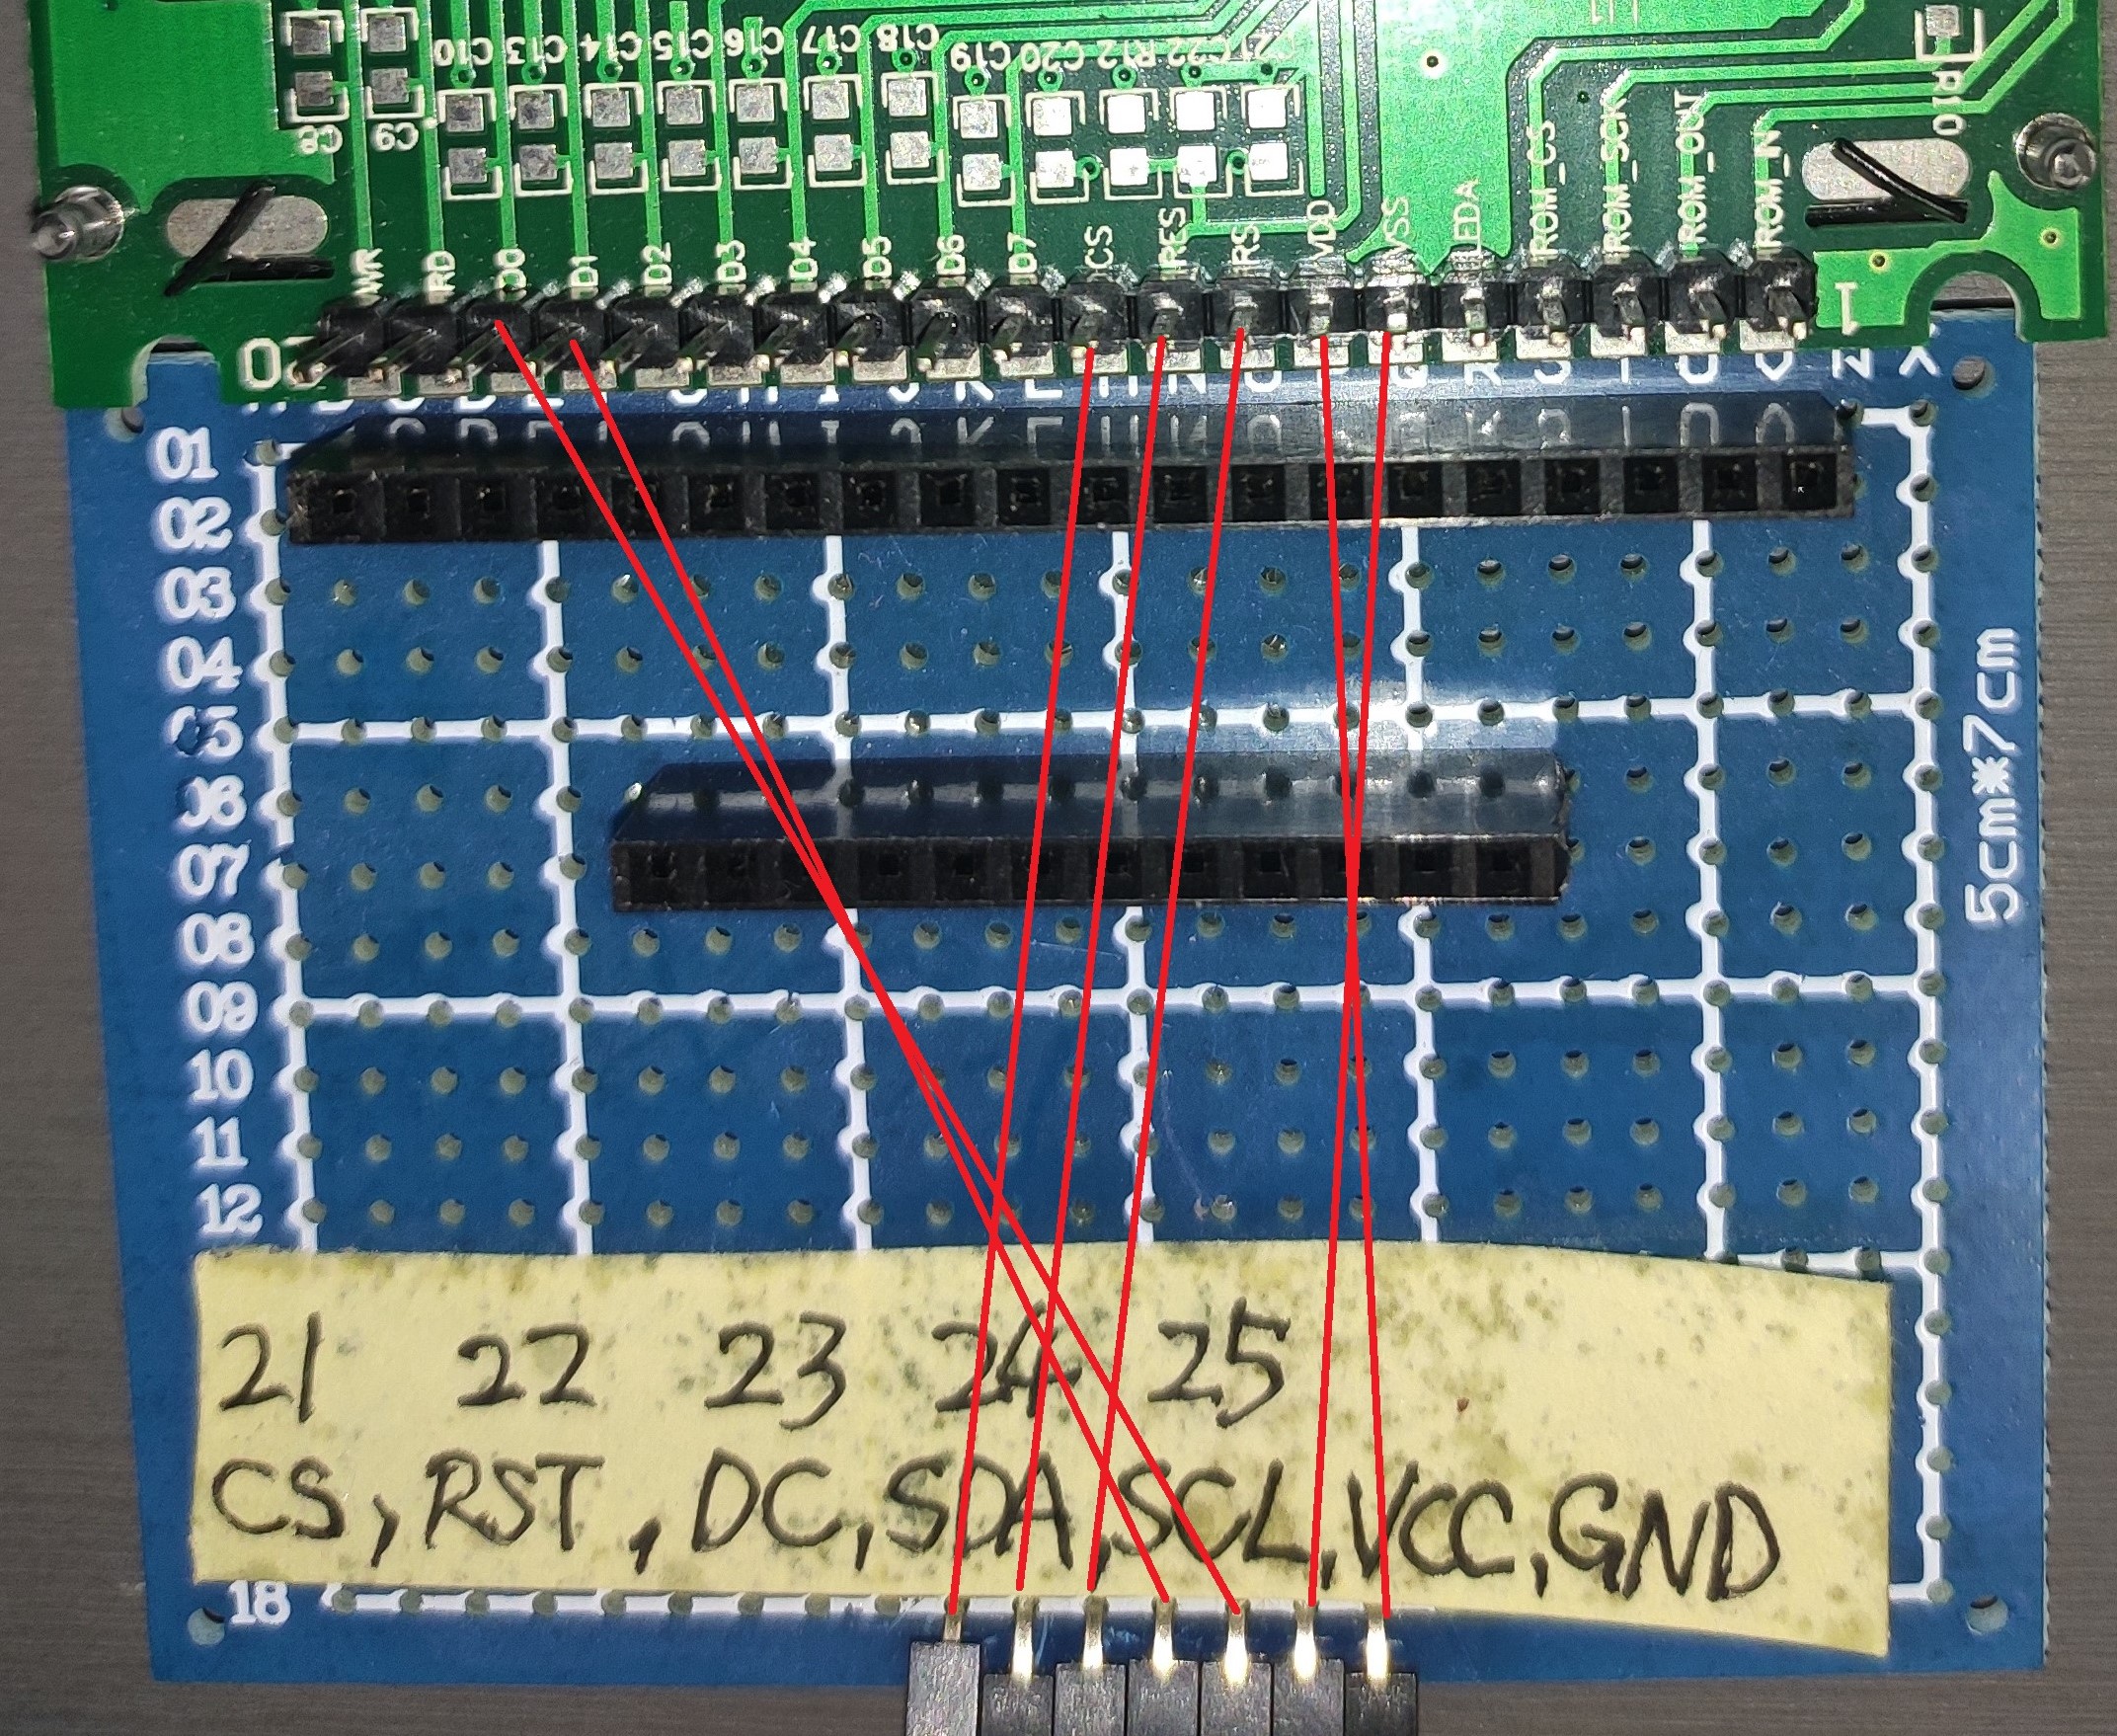 C10 C13 C14 C15 C16 C17 C18 C19 C20 R12 C22
C8 C9 R10
WR RD D0 D1 D2 D3 D4 D5 D6 D7 CS RES RS VDD VSS LEDA ROM_CS ROM_SCK ROM_OUT ROM_IN
1
01
02
03
04
05
06
07
08
09
10
11
12
5cm*7cm
21 22 23 24 25
CS, RST, DC, SDA, SCL, VCC, GND
18